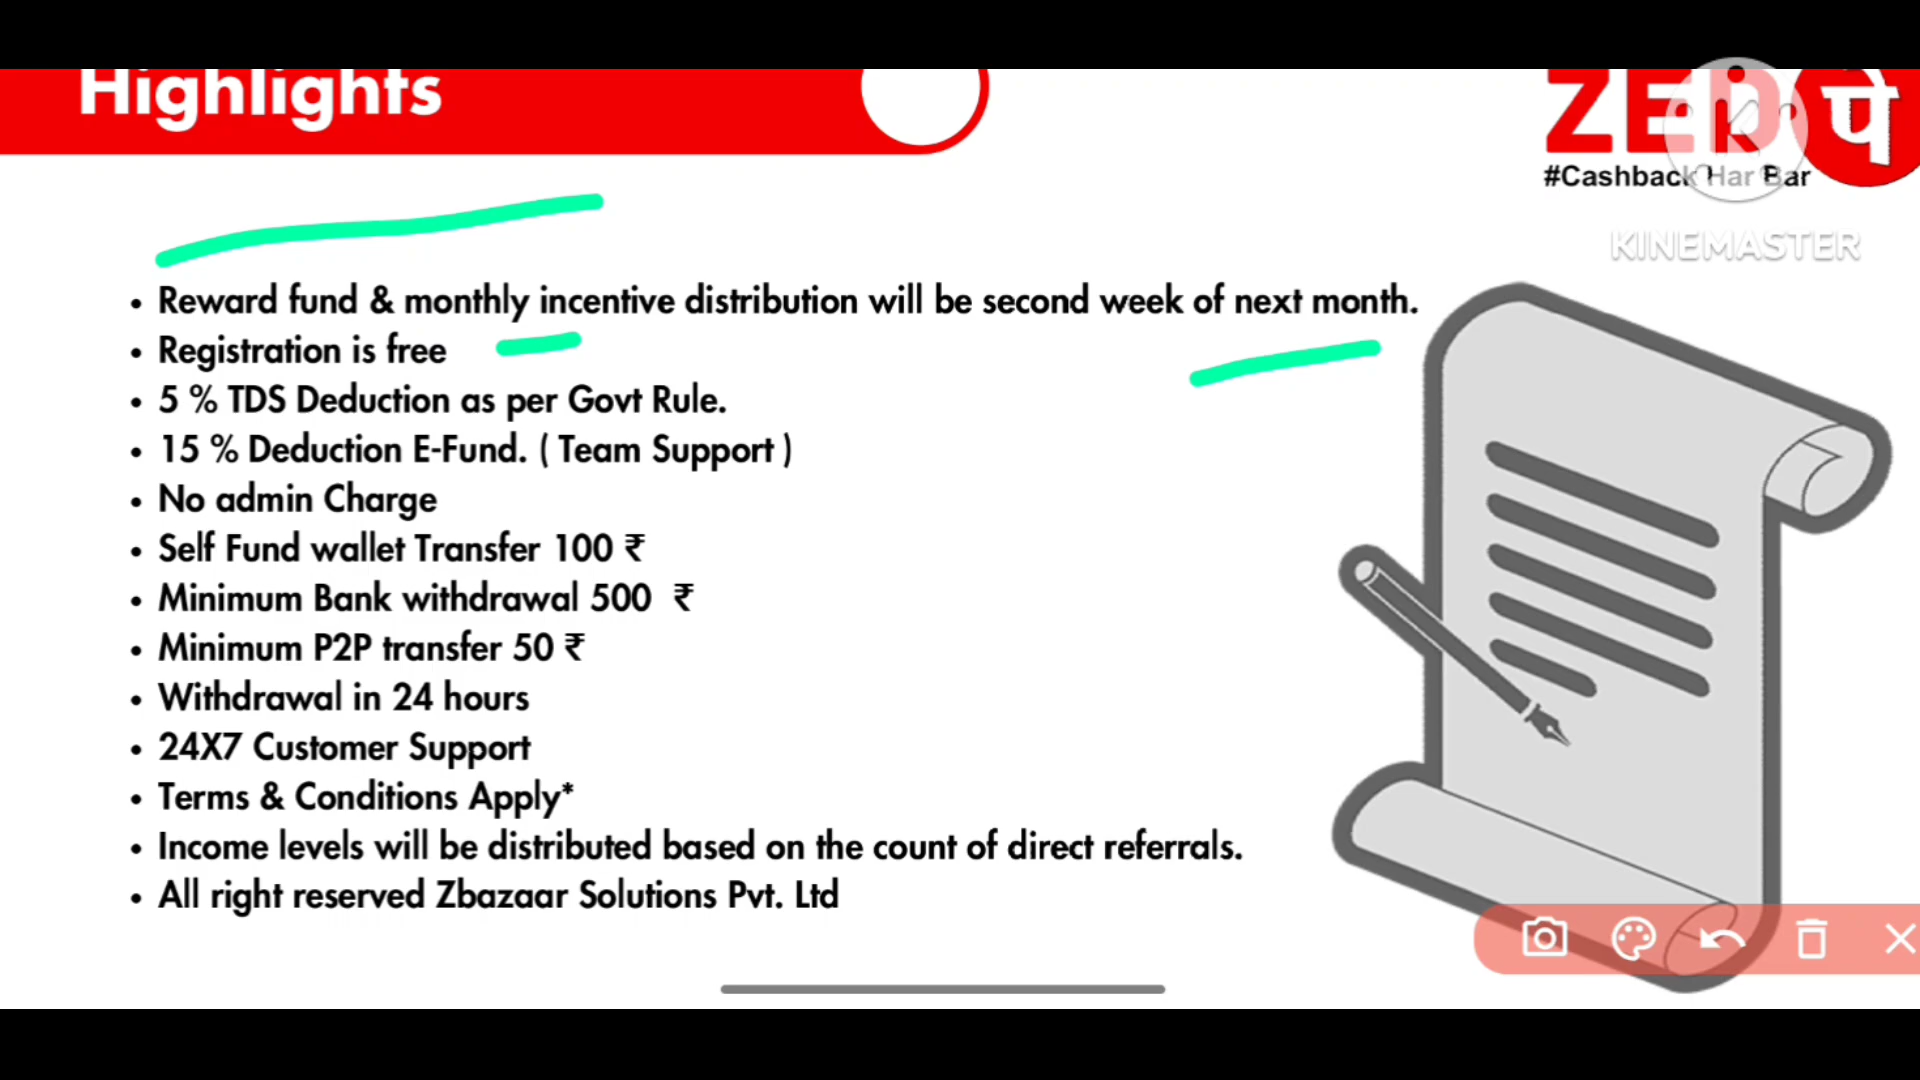 Highlights
ZED पे
#Cashback Har Bar
KINEMASTER
• Reward fund & monthly incentive distribution will be second week of next month.
• Registration is free
• 5 % TDS Deduction as per Govt Rule.
• 15 % Deduction E-Fund. ( Team Support )
• No admin Charge
• Self Fund wallet Transfer 100 ₹
• Minimum Bank withdrawal 500 ₹
• Minimum P2P transfer 50 ₹
• Withdrawal in 24 hours
• 24X7 Customer Support
• Terms & Conditions Apply*
• Income levels will be distributed based on the count of direct referrals.
• All right reserved Zbazaar Solutions Pvt. Ltd